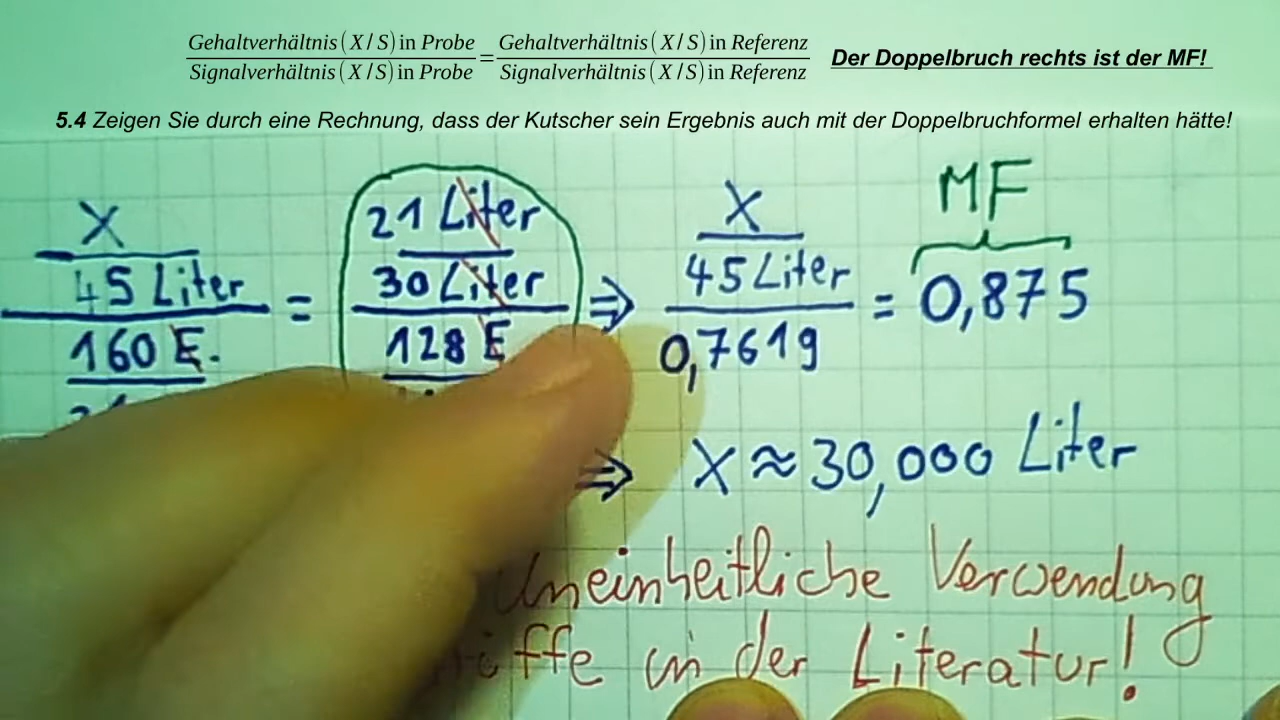 Gehaltverhältnis(X/S) in Probe / Signalverhältnis(X/S) in Probe = Gehaltverhältnis(X/S) in Referenz / Signalverhältnis(X/S) in Referenz Der Doppelbruch rechts ist der MF!
5.4 Zeigen Sie durch eine Rechnung, dass der Kutscher sein Ergebnis auch mit der Doppelbruchformel erhalten hätte!
MF
X 21 Liter X
45 Liter = 30 Liter ⇒ 45 Liter = 0,875
160 E. 128 E 0,7619
⇒ X ≈ 30,000 Liter
Uneinheitliche Verwendung
in der Literatur!